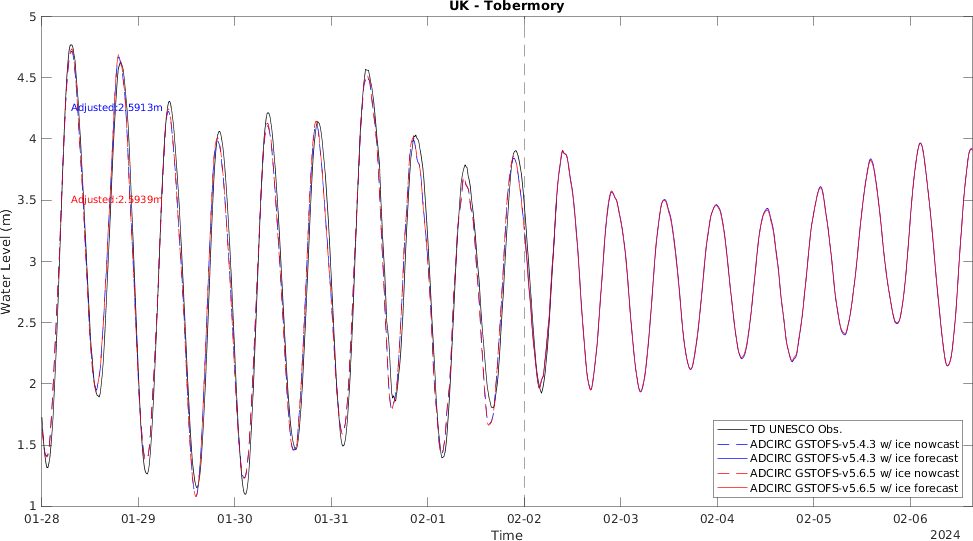 UK - Tobermory
5
4.5
4
3.5
3
2.5
2
1.5
1
Water Level (m)
Adjusted:2.5913m
Adjusted:2.5939m
TD UNESCO Obs.
ADCIRC GSTOFS-v5.4.3 w/ ice nowcast
ADCIRC GSTOFS-v5.4.3 w/ ice forecast
ADCIRC GSTOFS-v5.6.5 w/ ice nowcast
ADCIRC GSTOFS-v5.6.5 w/ ice forecast
01-28 01-29 01-30 01-31 02-01 02-02 02-03 02-04 02-05 02-06
Time
2024